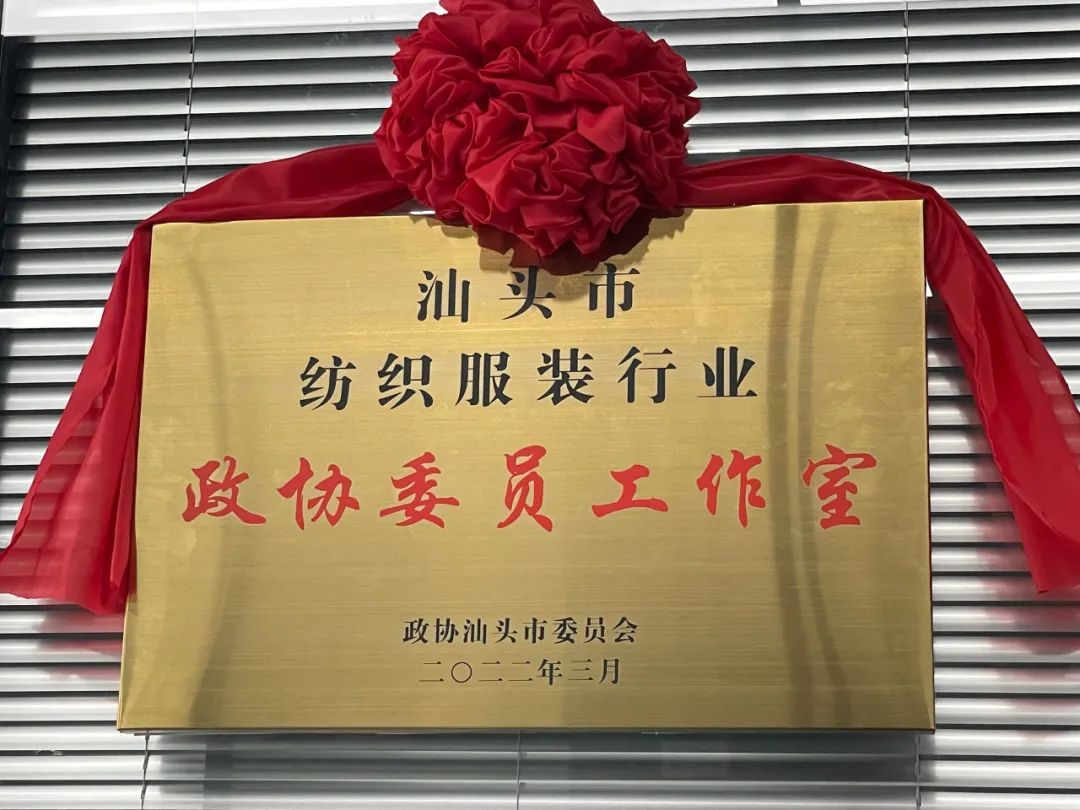 汕头市
纺织服装行业
政协委员工作室
政协汕头市委员会
二〇二二年三月